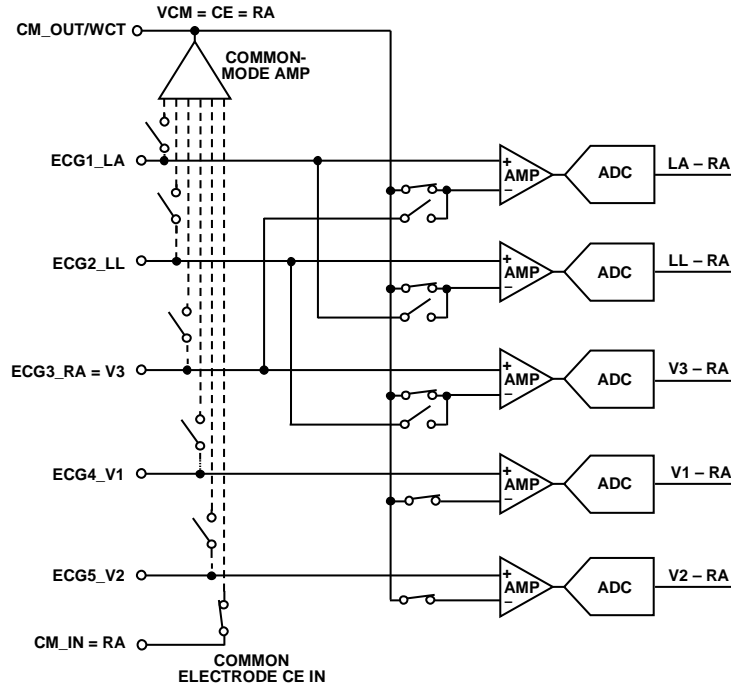 VCM = CE = RA
CM_OUT/WCT
COMMON-
MODE AMP
ECG1_LA
+
AMP
–
ADC
LA – RA
ECG2_LL
+
AMP
–
ADC
LL – RA
ECG3_RA = V3
+
AMP
–
ADC
V3 – RA
ECG4_V1
+
AMP
–
ADC
V1 – RA
ECG5_V2
+
AMP
–
ADC
V2 – RA
CM_IN = RA
COMMON
ELECTRODE CE IN